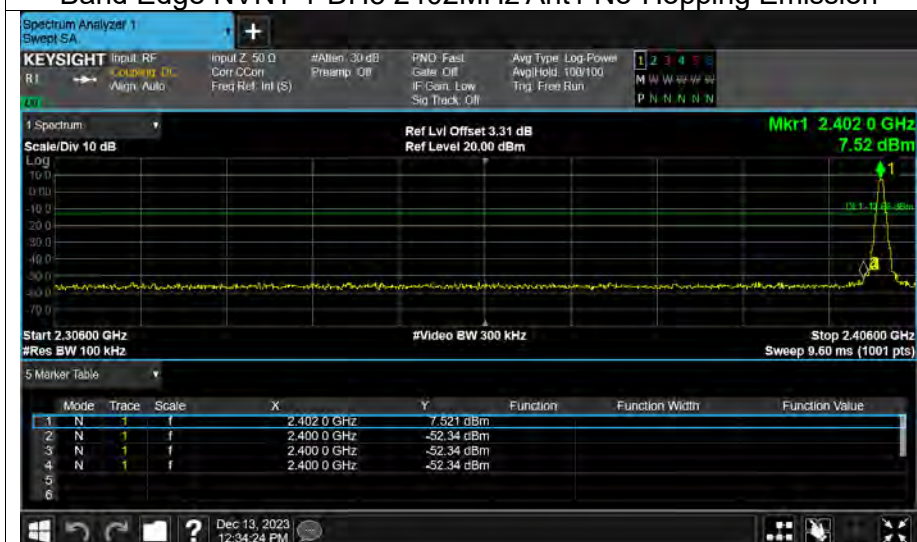 Band Edge NVNT 1-DH5 2402MHz Ant1 No-Hopping Emission
Spectrum Analyzer 1
Swept SA
+
KEYSIGHT Input: RF Input Z: 50 Ω #Atten: 30 dB PNO: Fast Avg Type: Log-Power 1 2 3 4 5 6
R1 Coupling: DC Corr CCorr Preamp: Off Gate: Off Avg|Hold: 100/100 M W W W W W
Align: Auto Freq Ref: Int (S) IF Gain: Low Trig: Free Run
Sig Track: Off P N N N N N
1 Spectrum Ref Lvl Offset 3.31 dB Mkr1 2.402 0 GHz
Scale/Div 10 dB Ref Level 20.00 dBm 7.52 dBm
Log
10.0
0.00
-10.0
-20.0
-30.0
-40.0
-50.0
-60.0
-70.0
1
Start 2.30600 GHz #Video BW 300 kHz Stop 2.40600 GHz
#Res BW 100 kHz Sweep 9.60 ms (1001 pts)
5 Marker Table
Mode Trace Scale X Y Function Function Width Function Value
1 N 1 f 2.402 0 GHz 7.521 dBm
2 N 1 f 2.400 0 GHz -52.34 dBm
3 N 1 f 2.400 0 GHz -52.34 dBm
4 N 1 f 2.400 0 GHz -52.34 dBm
5
6
? Dec 13, 2023
12:34:24 PM